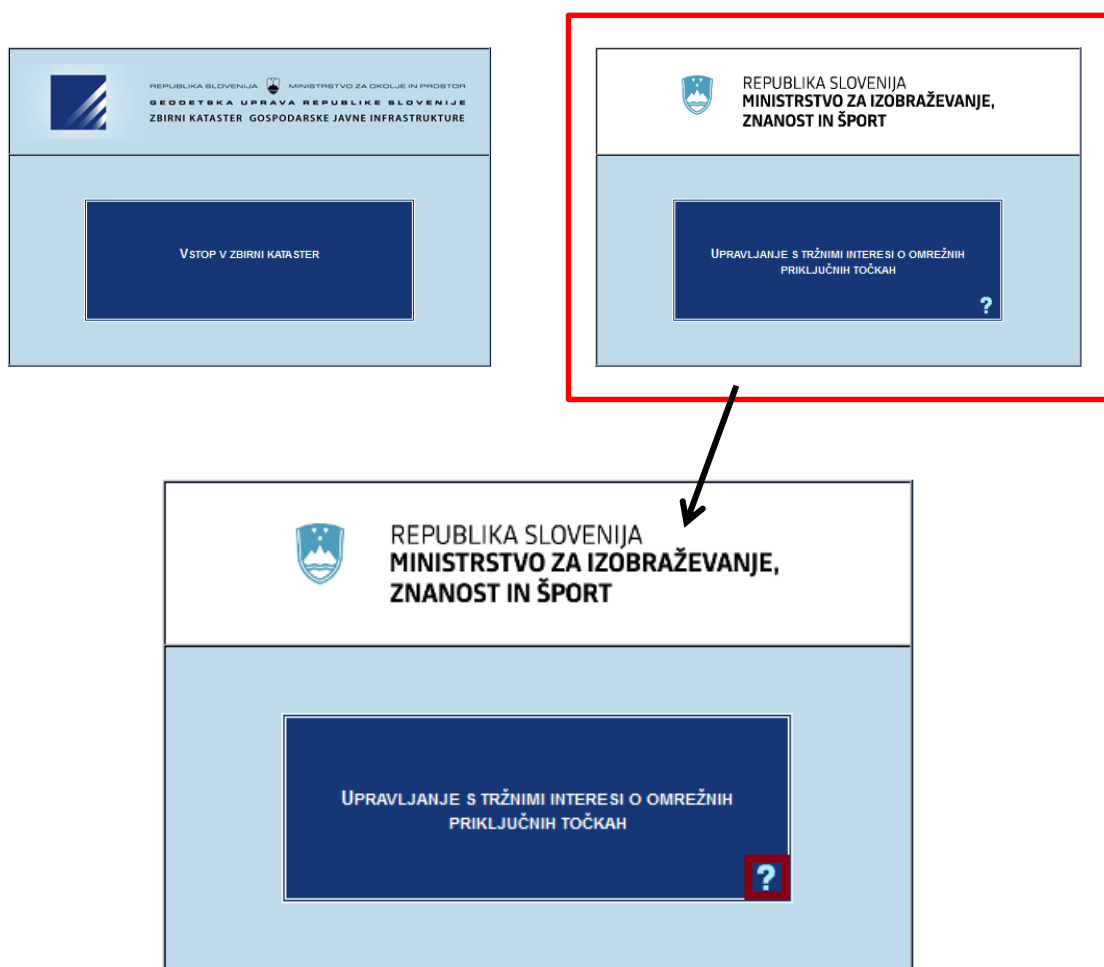 REPUBLIKA SLOVENIJA MINISTRSTVO ZA OKOLJE IN PROSTOR
GEODETSKA UPRAVA REPUBLIKE SLOVENIJE
ZBIRNI KATASTER GOSPODARSKE JAVNE INFRASTRUKTURE
VSTOP V ZBIRNI KATASTER
REPUBLIKA SLOVENIJA
MINISTRSTVO ZA IZOBRAŽEVANJE,
ZNANOST IN ŠPORT
UPRAVLJANJE S TRŽNIMI INTERESI O OMREŽNIH
PRIKLJUČNIH TOČKAH
?
REPUBLIKA SLOVENIJA
MINISTRSTVO ZA IZOBRAŽEVANJE,
ZNANOST IN ŠPORT
UPRAVLJANJE S TRŽNIMI INTERESI O OMREŽNIH
PRIKLJUČNIH TOČKAH
?